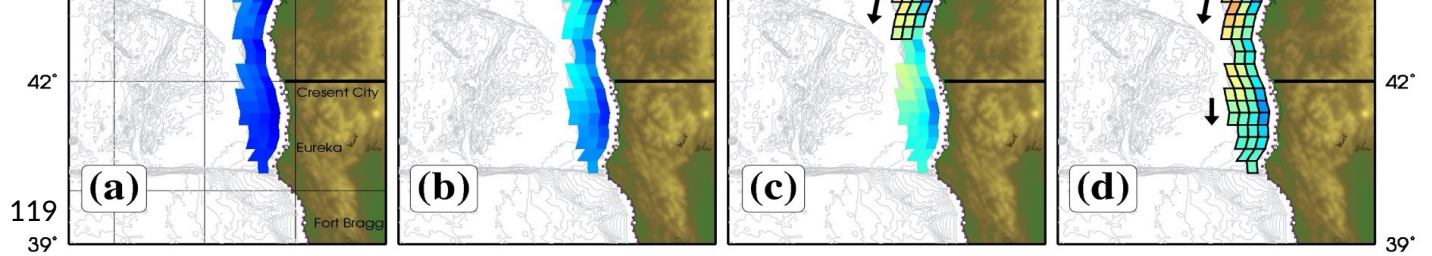 42° 42°
Cresent City
Eureka
(a) (b) (c) (d)
119
Fort Bragg
39° 39°